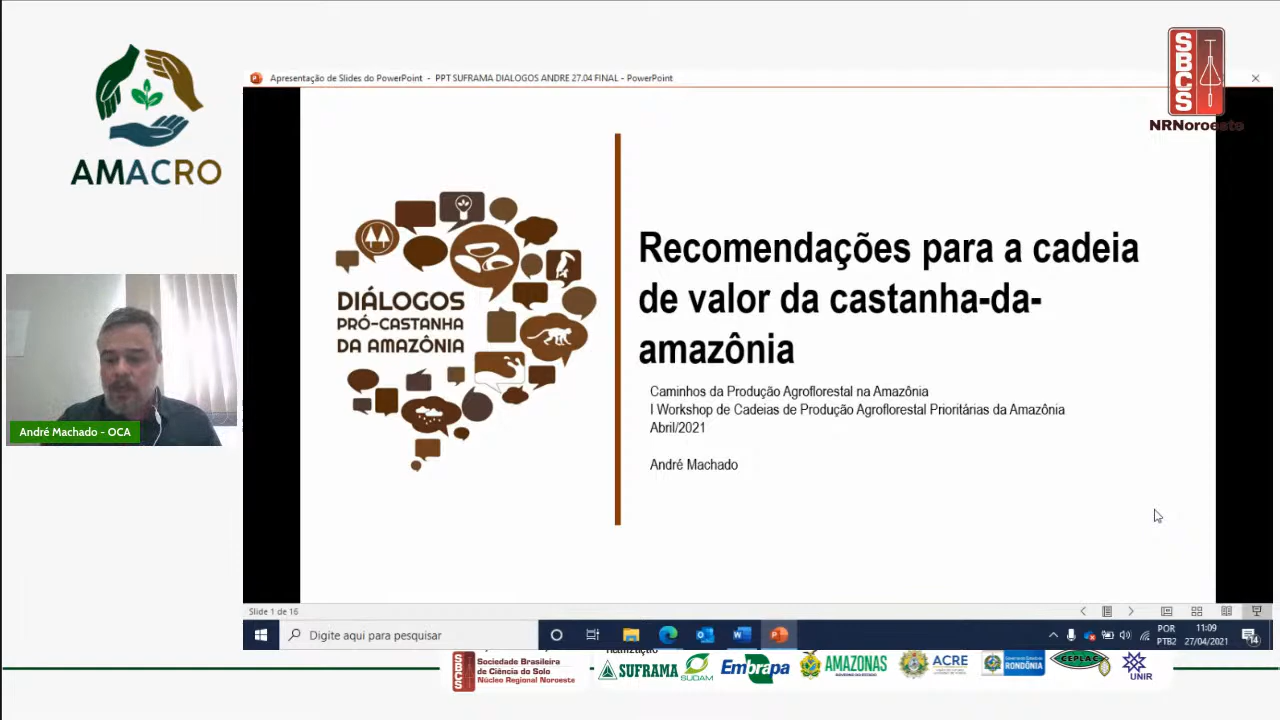 AMACRO
SBCS
NRNoroeste
Apresentação de Slides do PowerPoint - PPT SUFRAMA DIALOGOS ANDRE 27.04 FINAL - PowerPoint
DIÁLOGOS
PRÓ-CASTANHA
DA AMAZÔNIA
Recomendações para a cadeia
de valor da castanha-da-
amazônia
Caminhos da Produção Agroflorestal na Amazônia
I Workshop de Cadeias de Produção Agroflorestal Prioritárias da Amazônia
Abril/2021
André Machado
André Machado - OCA
Slide 1 de 16
Digite aqui para pesquisar
POR
PTB2
11:09
27/04/2021
14
Realização
SBCS
Sociedade Brasileira
de Ciência do Solo
Núcleo Regional Noroeste
SUFRAMA
SUDAM
Embrapa
AMAZONAS
ACRE
RONDÔNIA
CEPLAC
UNIR